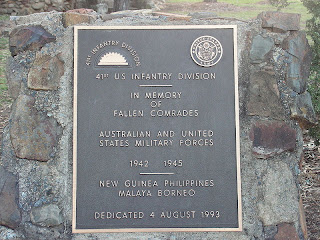 41ST INFANTRY DIVISION
41ST US INFANTRY DIVISION
IN MEMORY
OF
FALLEN COMRADES
AUSTRALIAN AND UNITED
STATES MILITARY FORCES
1942 1945
NEW GUINEA PHILIPPINES
MALAYA BORNEO
DEDICATED 4 AUGUST 1993